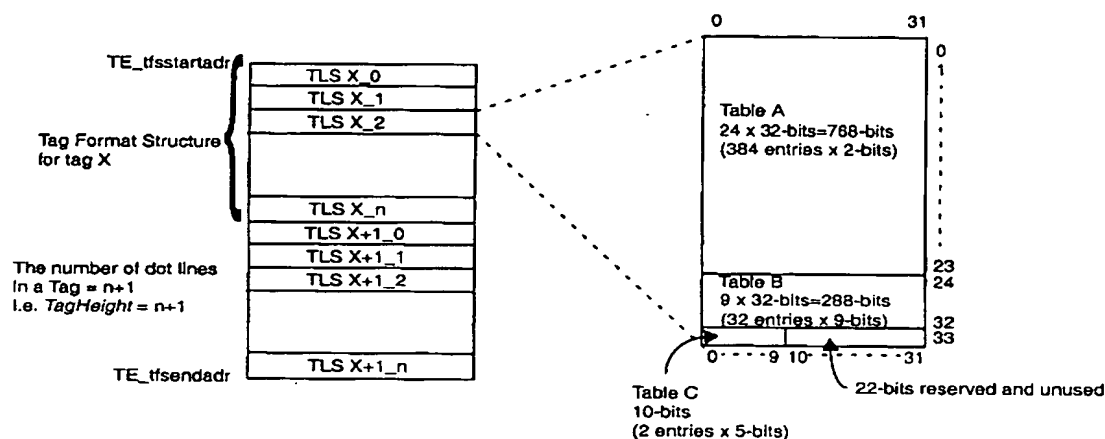 TE_tfsstartadr
TLS X_0
TLS X_1
TLS X_2
Tag Format Structure
for tag X
TLS X_n
TLS X+1_0
TLS X+1_1
TLS X+1_2
The number of dot lines
in a Tag = n+1
i.e. TagHeight = n+1
TLS X+1_n
TE_tfsendadr
0 31
0
1
Table A
24 x 32-bits=768-bits
(384 entries x 2-bits)
23
Table B
24
9 x 32-bits=288-bits
(32 entries x 9-bits)
32
33
0 9 10 31
22-bits reserved and unused
Table C
10-bits
(2 entries x 5-bits)